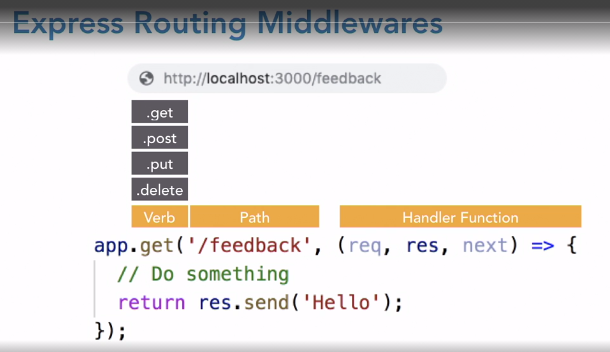 Express Routing Middlewares
http://localhost:3000/feedback
.get
.post
.put
.delete
Verb Path Handler Function
app.get('/feedback', (req, res, next) => {
// Do something
return res.send('Hello');
});